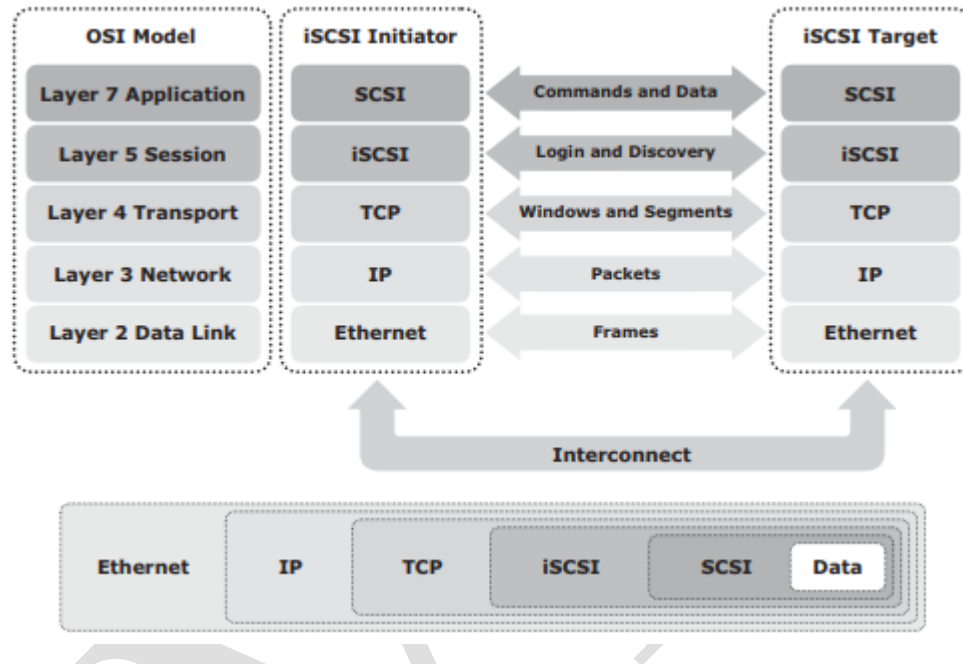 OSI Model iSCSI Initiator iSCSI Target
Layer 7 Application SCSI Commands and Data SCSI
Layer 5 Session iSCSI Login and Discovery iSCSI
Layer 4 Transport TCP Windows and Segments TCP
Layer 3 Network IP Packets IP
Layer 2 Data Link Ethernet Frames Ethernet
Interconnect
Ethernet IP TCP iSCSI SCSI Data